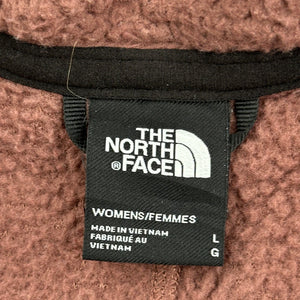 THE
NORTH
FACE
®
WOMENS/FEMMES
MADE IN VIETNAM
FABRIQUÉ AU
VIETNAM
L
G